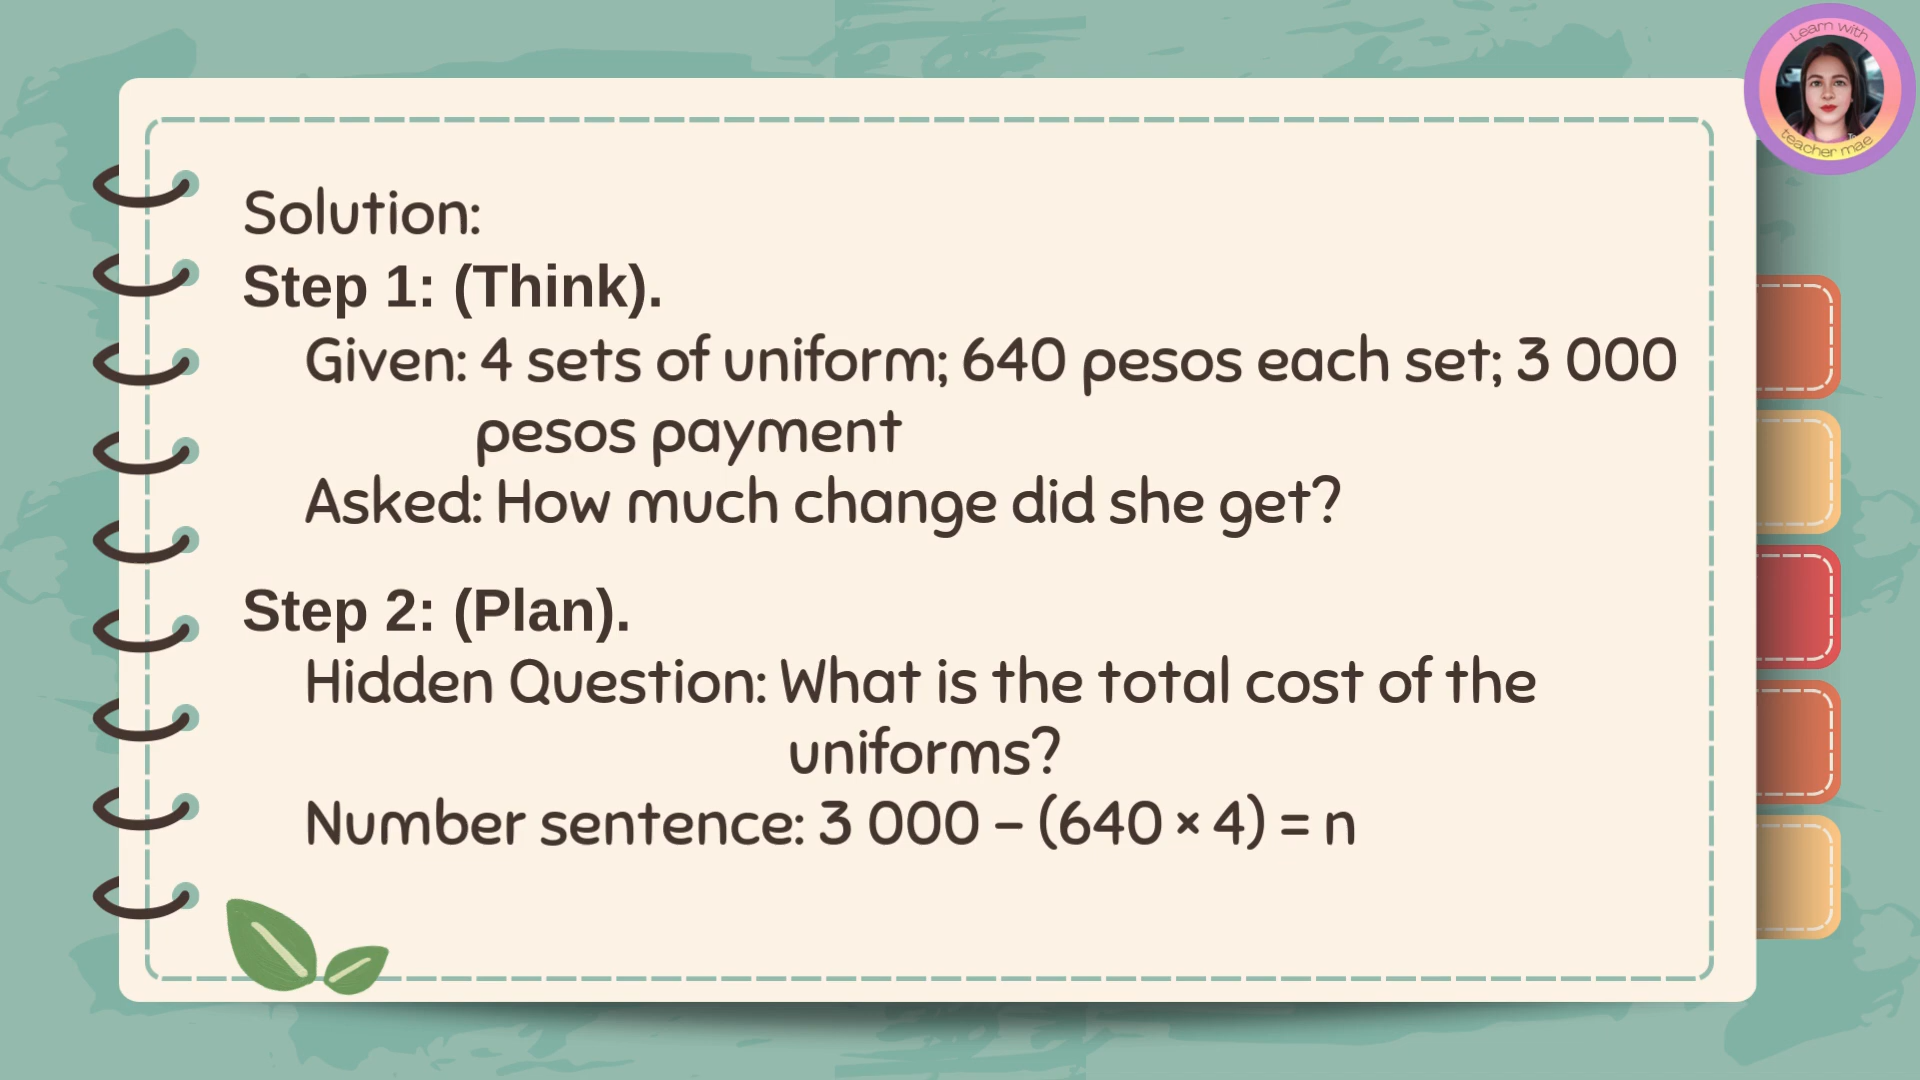 Learn with
teacher mae
Solution:
Step 1: (Think).
Given: 4 sets of uniform; 640 pesos each set; 3 000
pesos payment
Asked: How much change did she get?
Step 2: (Plan).
Hidden Question: What is the total cost of the
uniforms?
Number sentence: 3 000 – (640 × 4) = n